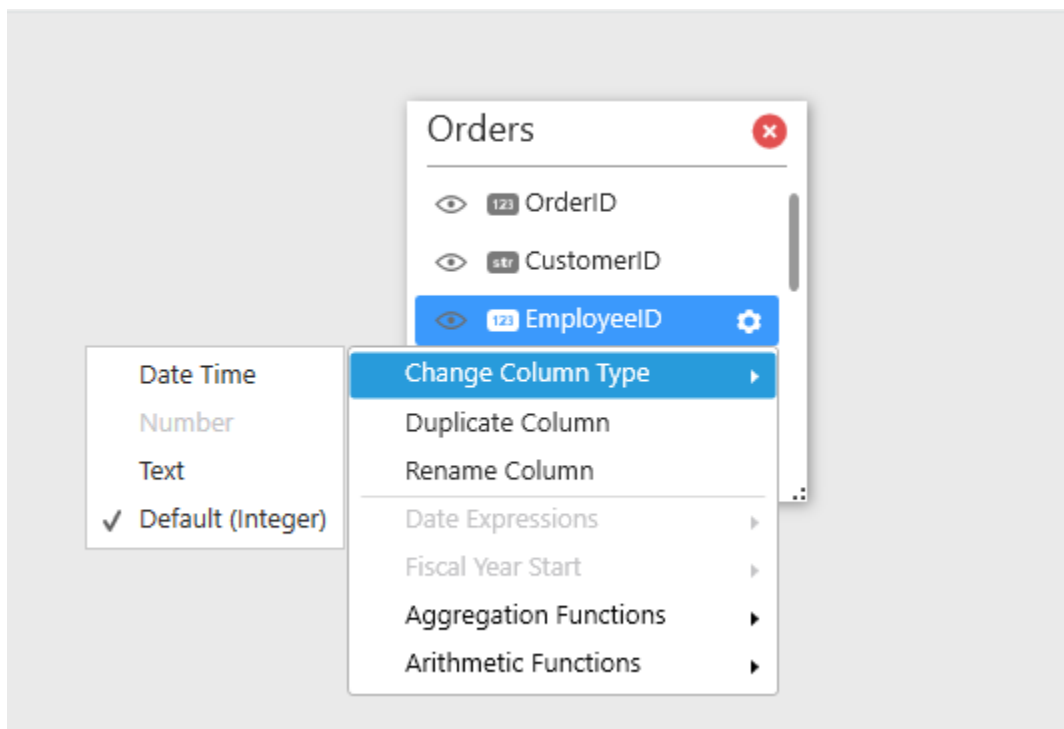 Orders
123 OrderID
str CustomerID
123 EmployeeID
Change Column Type
Duplicate Column
Rename Column
Date Expressions
Fiscal Year Start
Aggregation Functions
Arithmetic Functions
Date Time
Number
Text
Default (Integer)